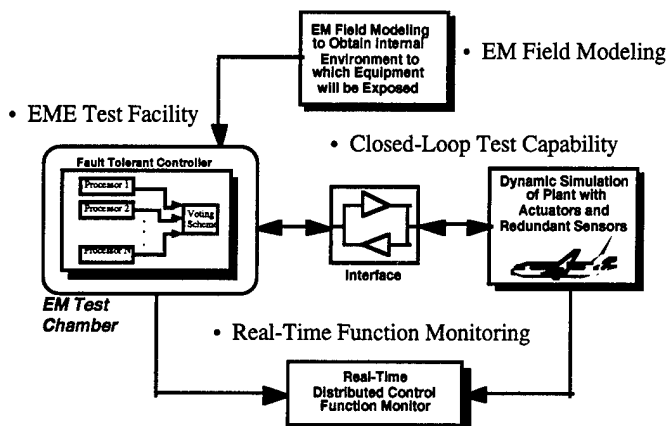 EM Field Modeling
to Obtain Internal
Environment to
which Equipment
will be Exposed
• EM Field Modeling
• EME Test Facility
• Closed-Loop Test Capability
Fault Tolerant Controller
Processor 1
Processor 2
Processor N
Voting
Scheme
Interface
Dynamic Simulation
of Plant with
Actuators and
Redundant Sensors
EM Test
Chamber
• Real-Time Function Monitoring
Real-Time
Distributed Control
Function Monitor